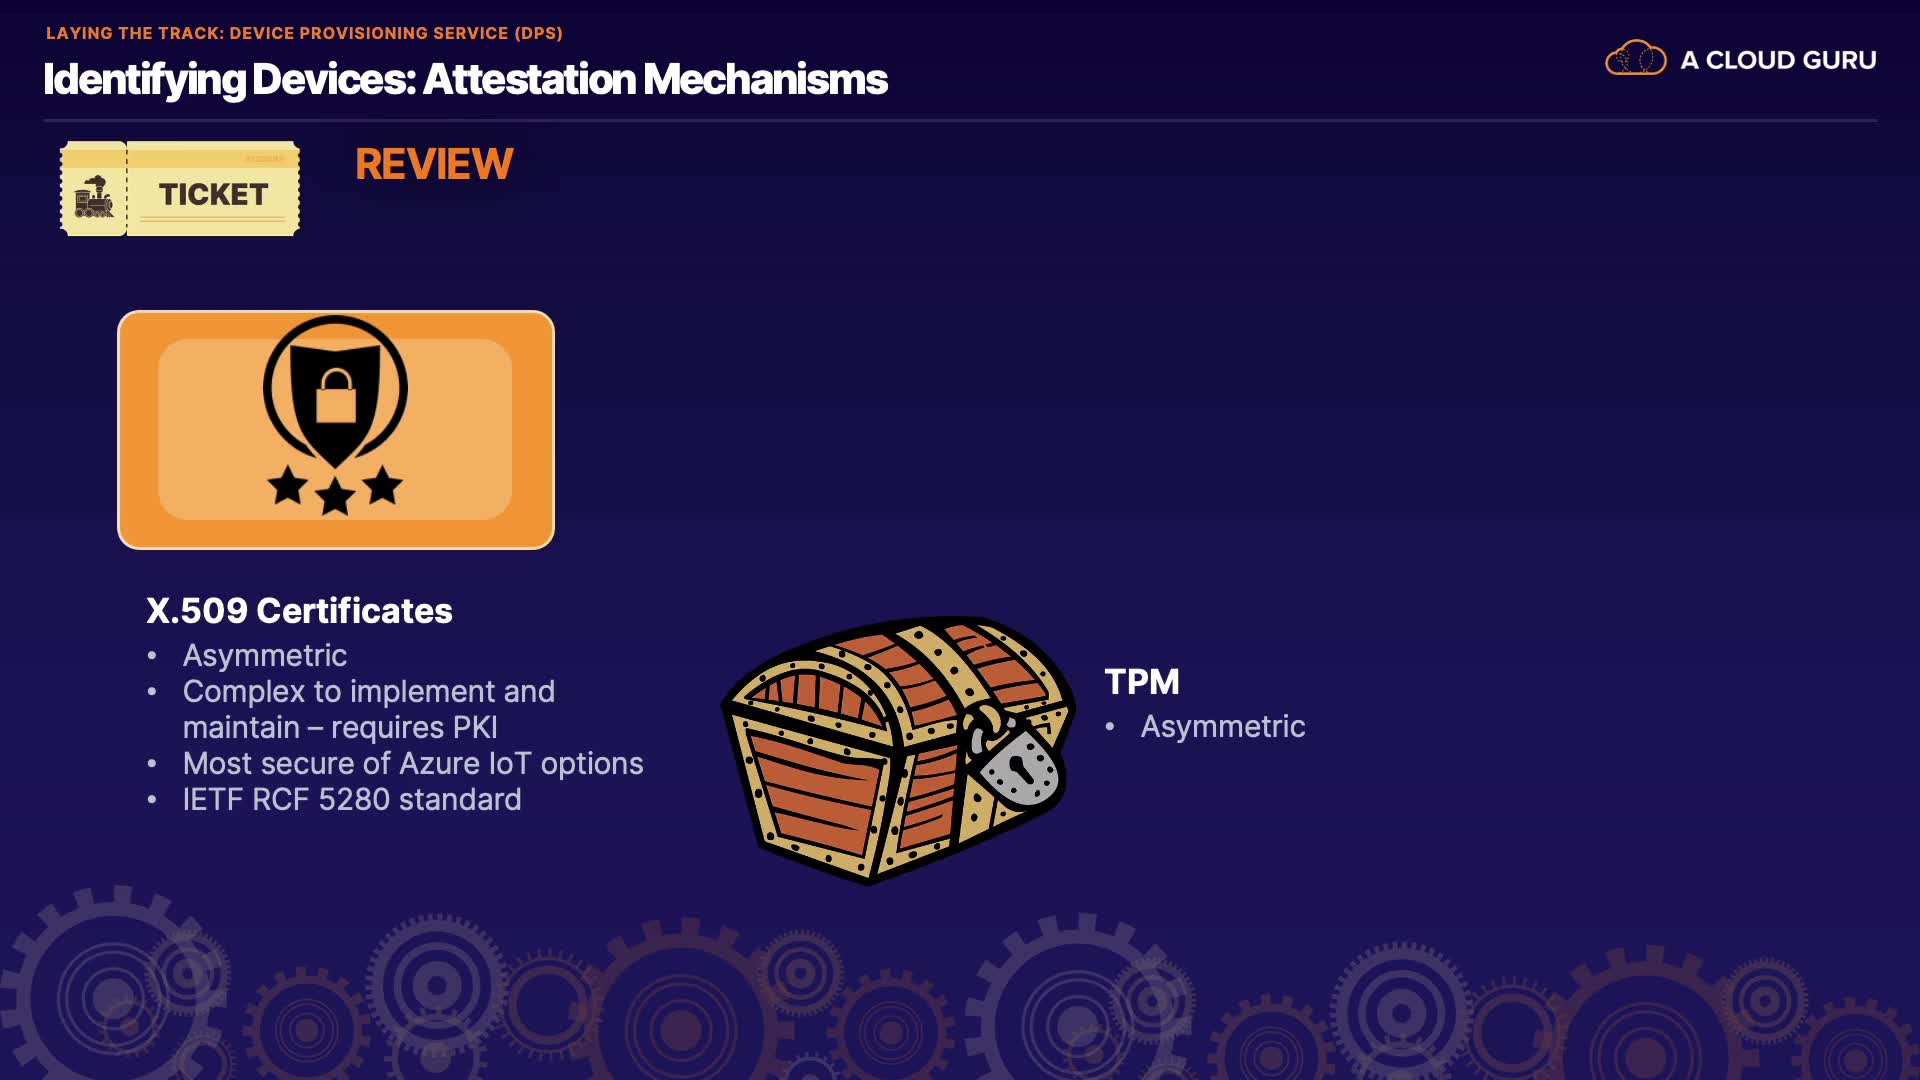 LAYING THE TRACK: DEVICE PROVISIONING SERVICE (DPS)
Identifying Devices: Attestation Mechanisms
A CLOUD GURU
TICKET
REVIEW
X.509 Certificates
• Asymmetric
• Complex to implement and
maintain – requires PKI
• Most secure of Azure IoT options
• IETF RCF 5280 standard
TPM
• Asymmetric